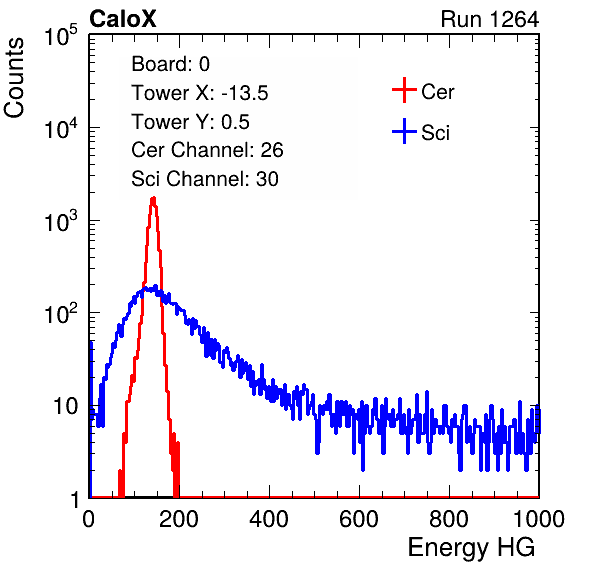 CaloX Run 1264
Counts
10^5
10^4
10^3
10^2
10
1
Board: 0
Tower X: -13.5
Tower Y: 0.5
Cer Channel: 26
Sci Channel: 30
Cer
Sci
0 200 400 600 800 1000
Energy HG